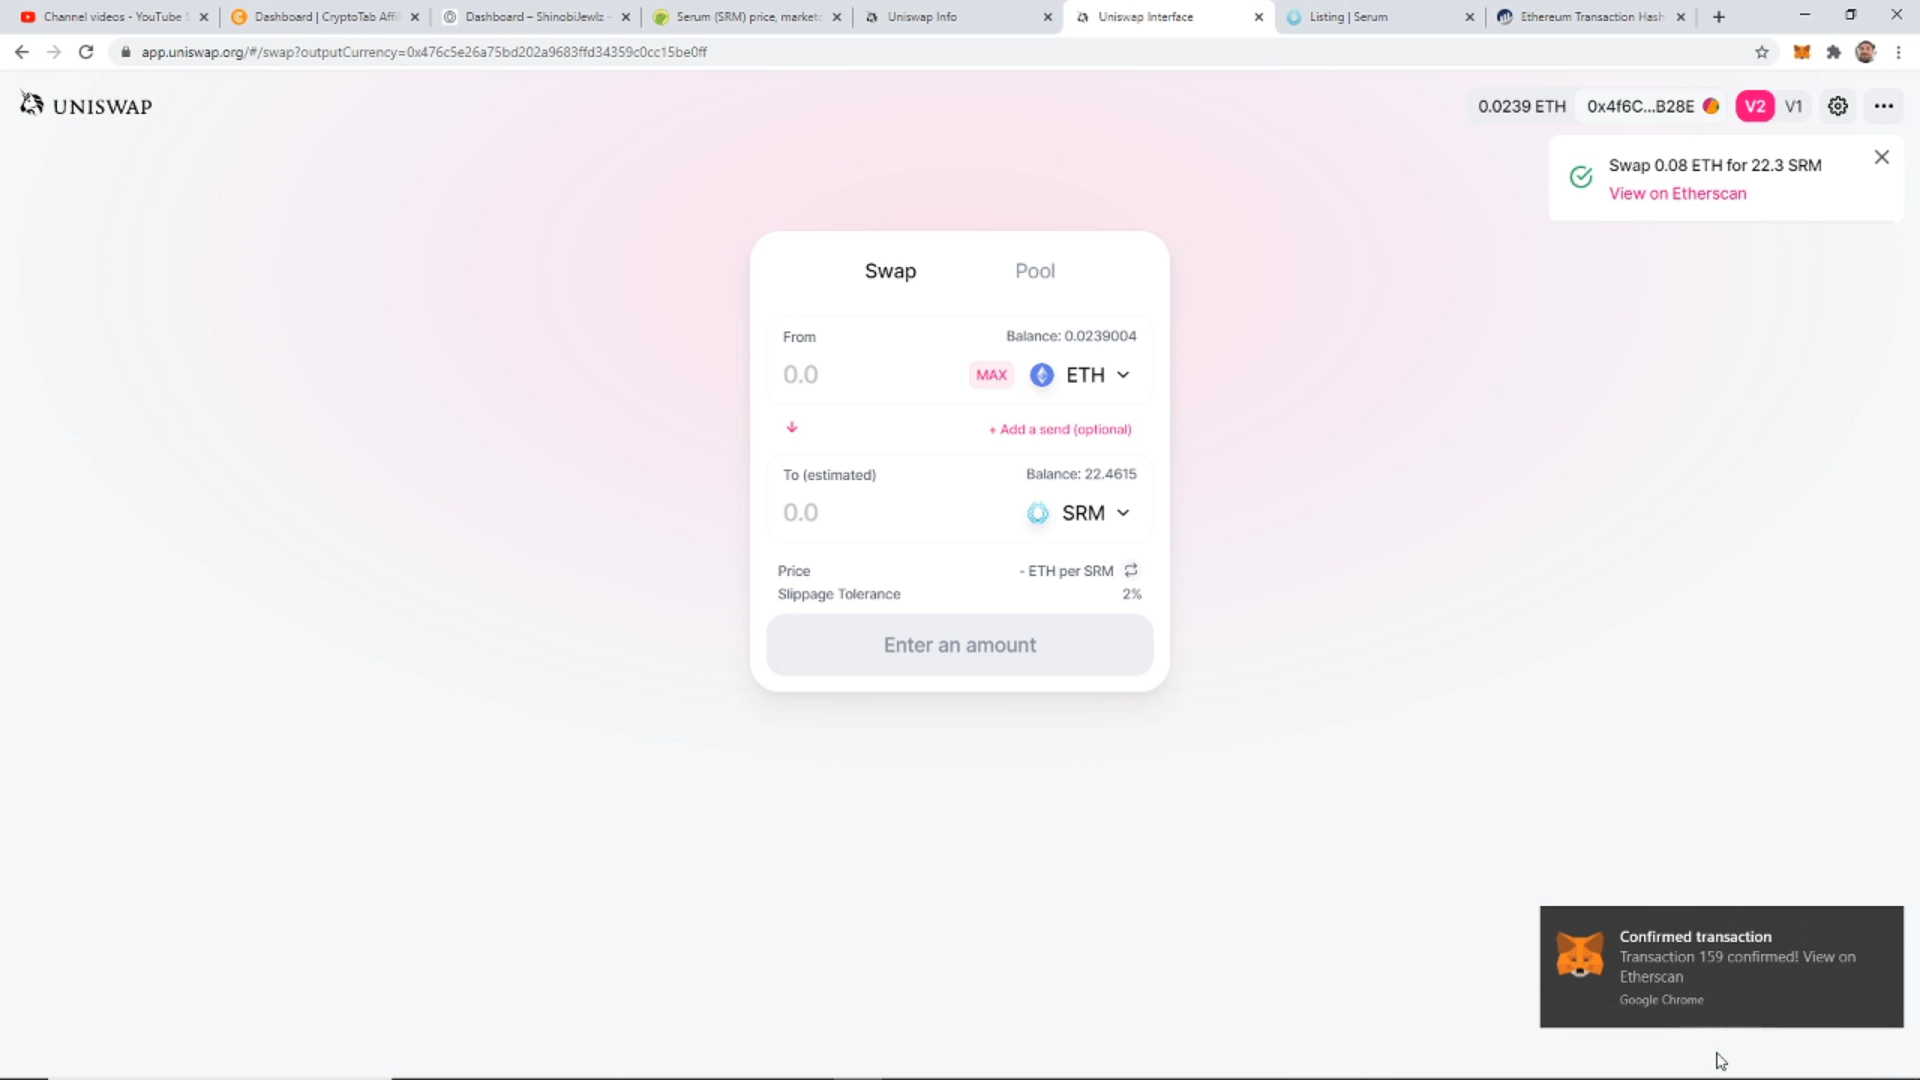 Channel videos - YouTube S
Dashboard | CryptoTab Affil
Dashboard – ShinobiJewlz -
Serum (SRM) price, marketc
Uniswap Info
Uniswap Interface
Listing | Serum
Ethereum Transaction Hash
app.uniswap.org/#/swap?outputCurrency=0x476c5e26a75bd202a9683ffd34359c0cc15be0ff
UNISWAP
0.0239 ETH
0x4f6C...B28E
V2
V1
Swap 0.08 ETH for 22.3 SRM
View on Etherscan
Swap
Pool
From
Balance: 0.0239004
0.0
MAX
ETH
+ Add a send (optional)
To (estimated)
Balance: 22.4615
0.0
SRM
Price
- ETH per SRM
Slippage Tolerance
2%
Enter an amount
Confirmed transaction
Transaction 159 confirmed! View on
Etherscan
Google Chrome